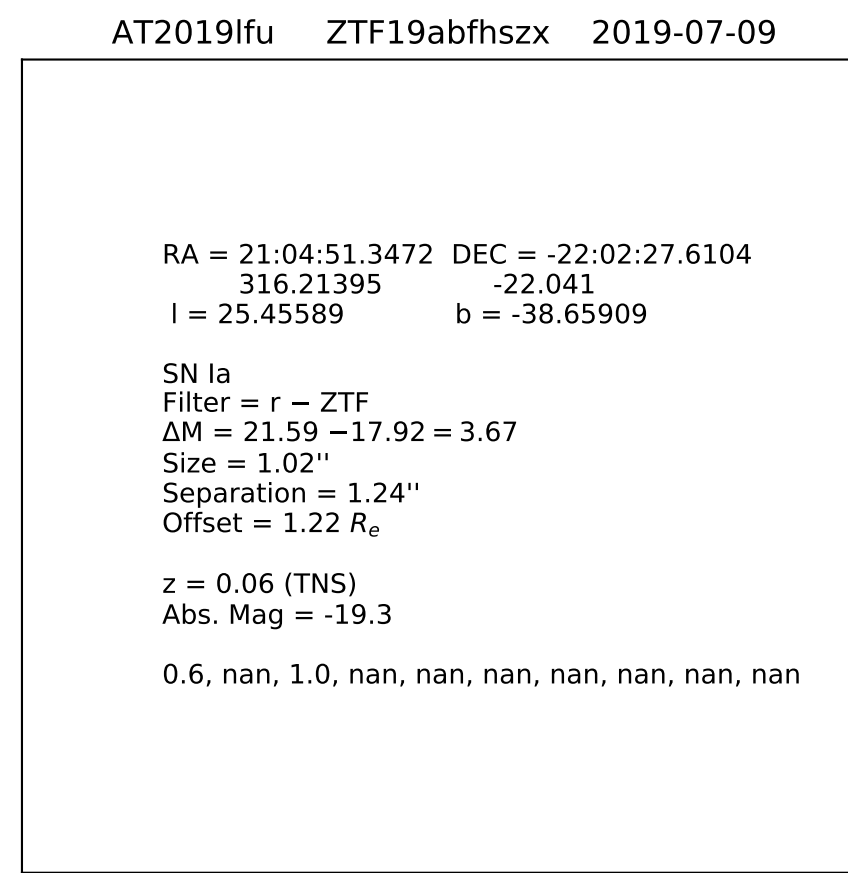 AT2019lfu ZTF19abfhszx 2019-07-09
RA = 21:04:51.3472 DEC = -22:02:27.6104
316.21395 -22.041
l = 25.45589 b = -38.65909
SN Ia
Filter = r − ZTF
ΔM = 21.59 −17.92 = 3.67
Size = 1.02''
Separation = 1.24''
Offset = 1.22 Rₑ
z = 0.06 (TNS)
Abs. Mag = -19.3
0.6, nan, 1.0, nan, nan, nan, nan, nan, nan, nan